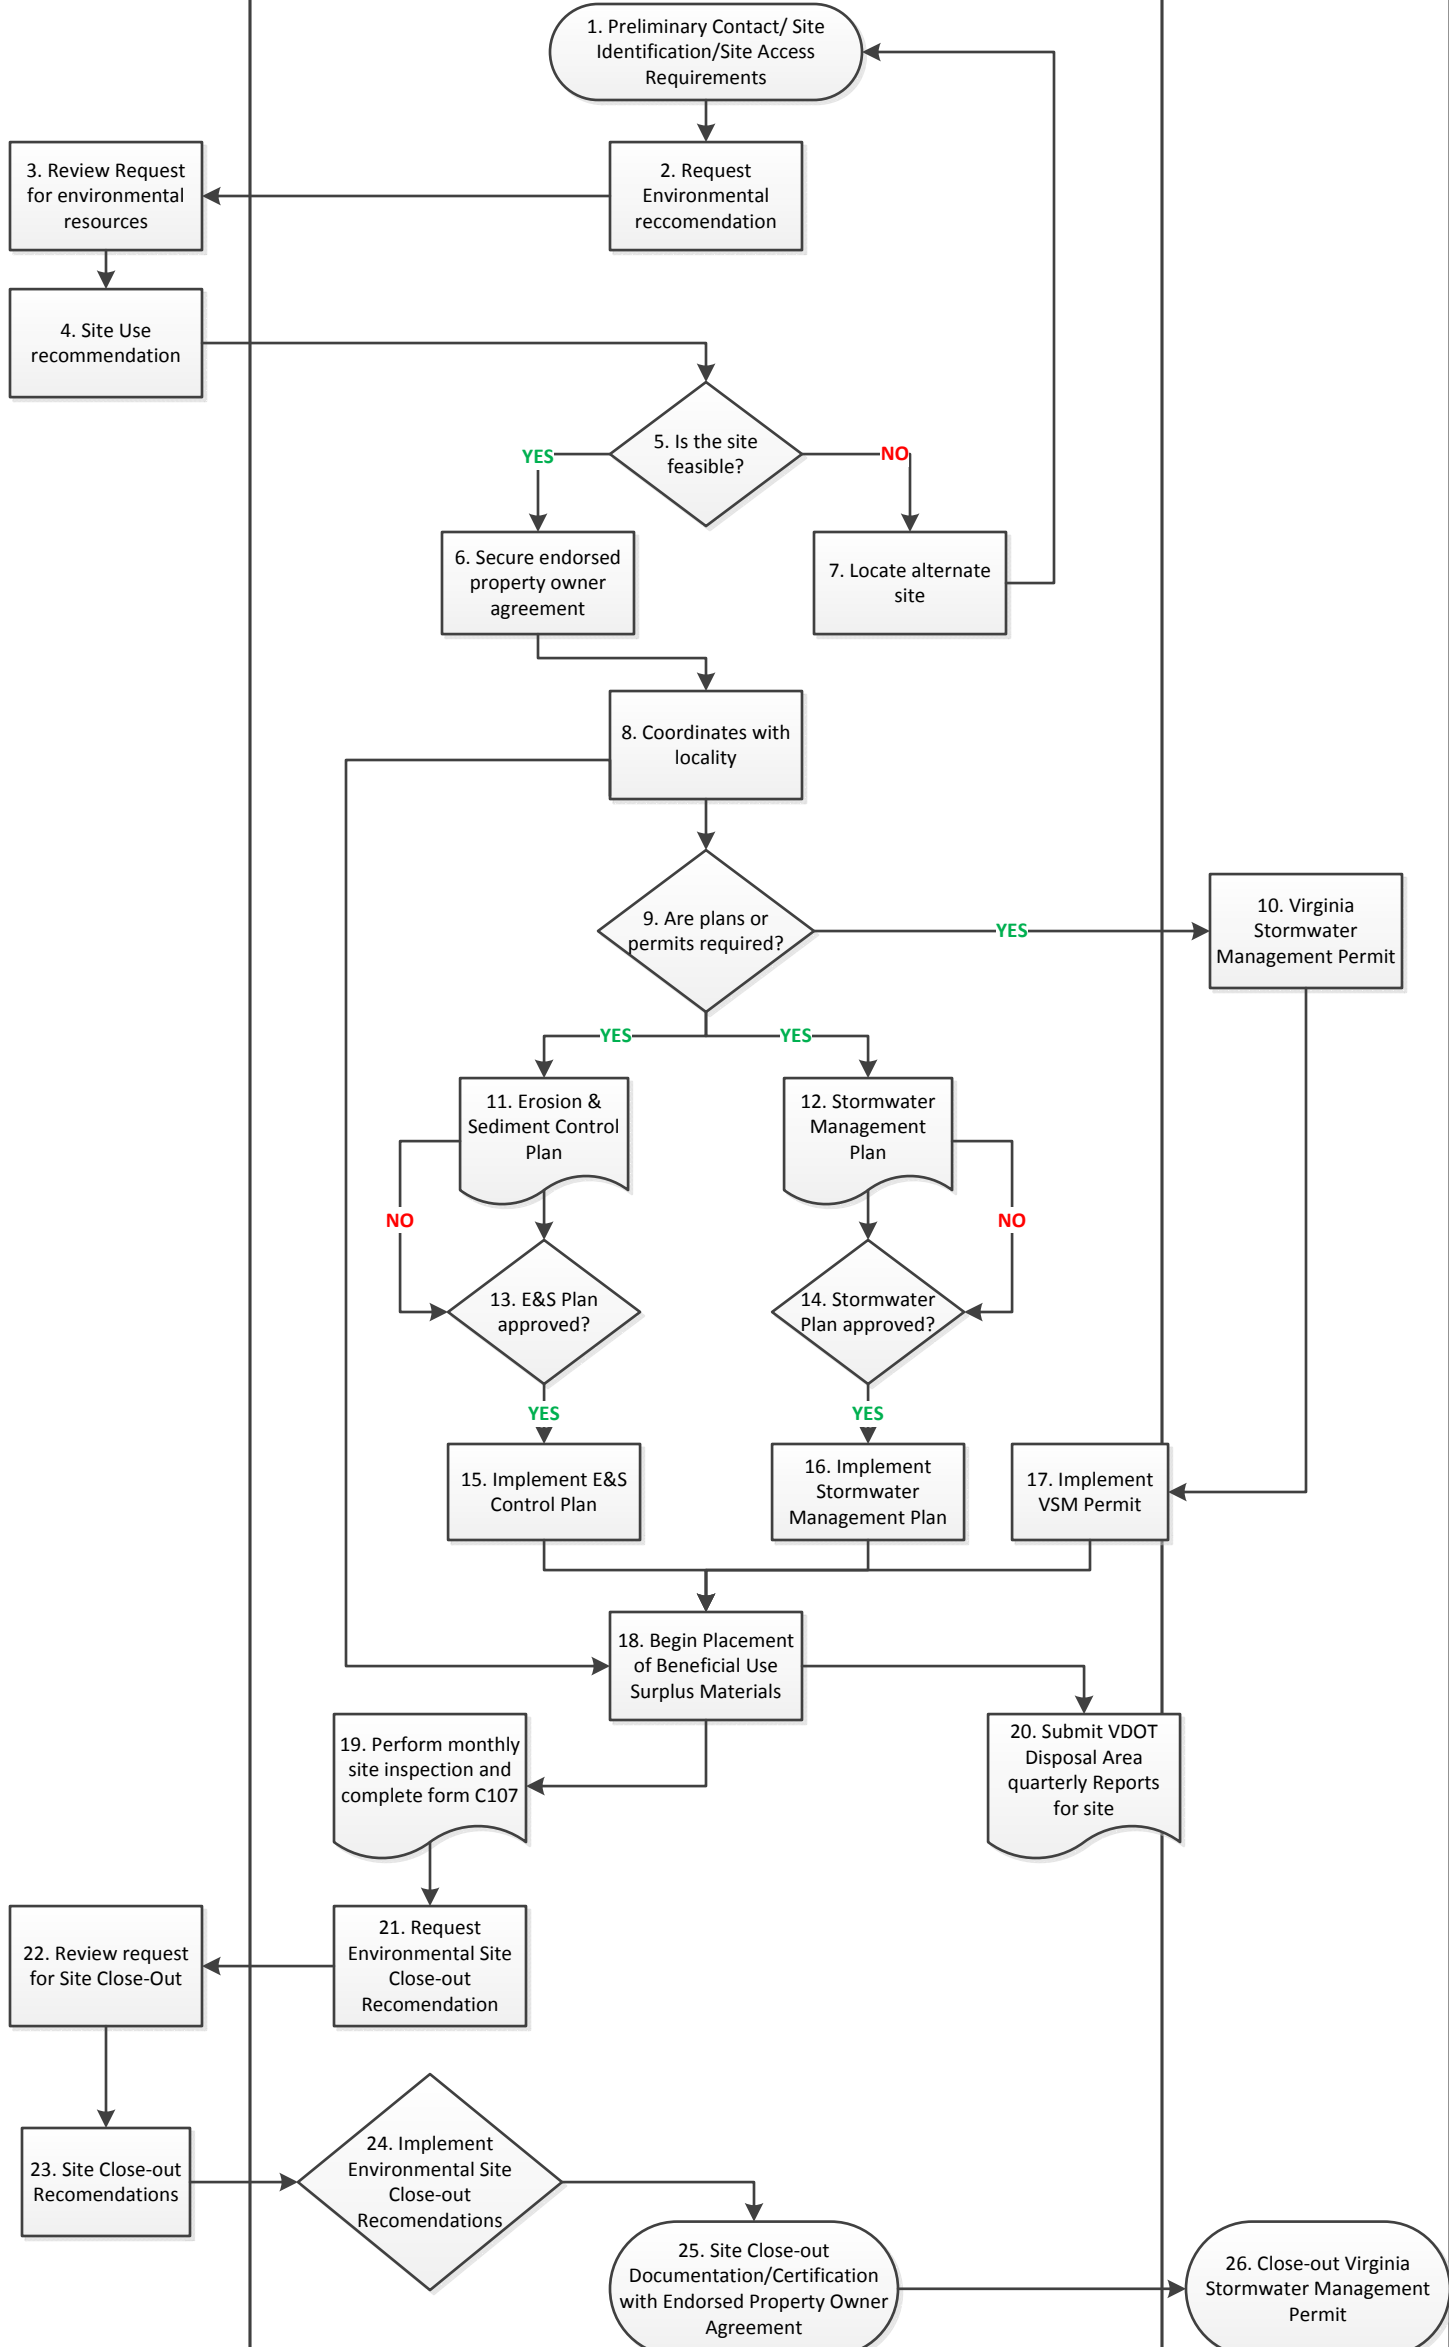 1. Preliminary Contact/ Site
Identification/Site Access
Requirements
3. Review Request
for environmental
resources
2. Request
Environmental
reccomendation
4. Site Use
recommendation
5. Is the site
feasible?
YES
NO
6. Secure endorsed
property owner
agreement
7. Locate alternate
site
8. Coordinates with
locality
9. Are plans or
permits required?
YES
10. Virginia
Stormwater
Management Permit
YES
YES
11. Erosion &
Sediment Control
Plan
12. Stormwater
Management
Plan
NO
NO
13. E&S Plan
approved?
14. Stormwater
Plan approved?
YES
YES
15. Implement E&S
Control Plan
16. Implement
Stormwater
Management Plan
17. Implement
VSM Permit
18. Begin Placement
of Beneficial Use
Surplus Materials
19. Perform monthly
site inspection and
complete form C107
20. Submit VDOT
Disposal Area
quarterly Reports
for site
22. Review request
for Site Close-Out
21. Request
Environmental Site
Close-out
Recomendation
23. Site Close-out
Recomendations
24. Implement
Environmental Site
Close-out
Recomendations
25. Site Close-out
Documentation/Certification
with Endorsed Property Owner
Agreement
26. Close-out Virginia
Stormwater Management
Permit